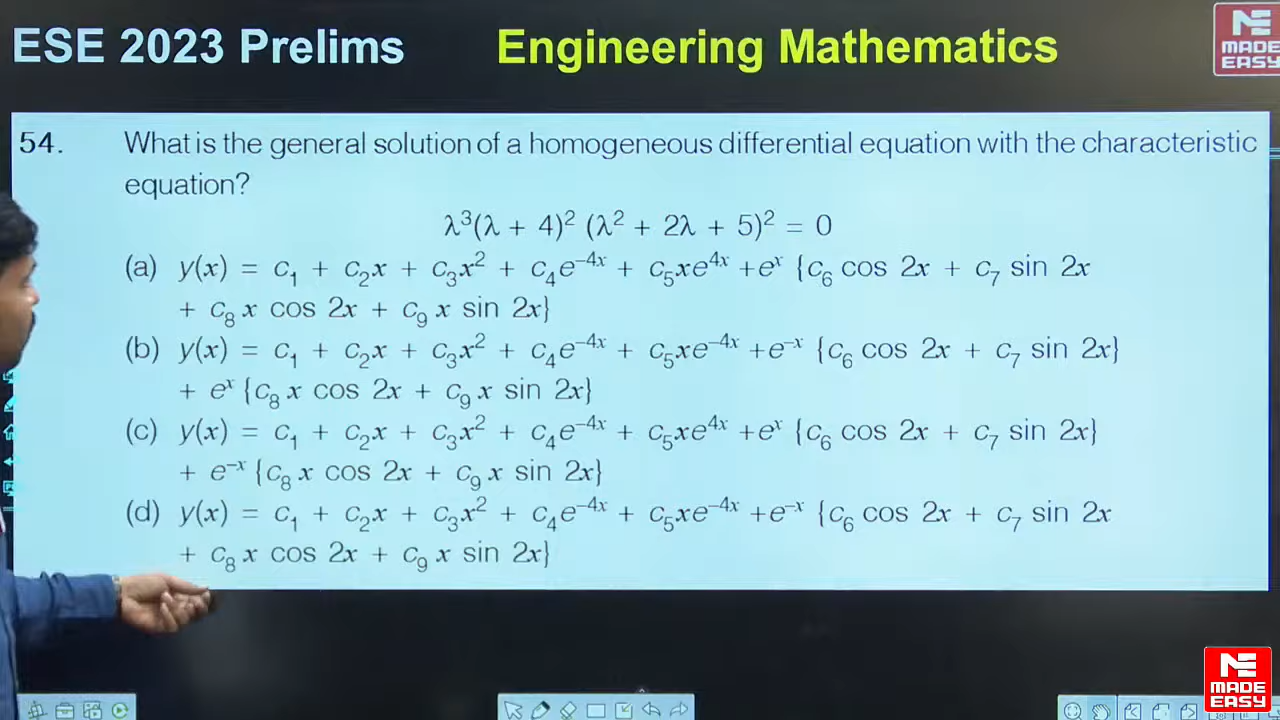 ESE 2023 Prelims Engineering Mathematics
NE
MADE
EASY
54. What is the general solution of a homogeneous differential equation with the characteristic
equation?
λ³(λ + 4)² (λ² + 2λ + 5)² = 0
(a) y(x) = c₁ + c₂x + c₃x² + c₄e⁻⁴ˣ + c₅xe⁴ˣ +eˣ {c₆ cos 2x + c₇ sin 2x
+ c₈ x cos 2x + c₉ x sin 2x}
(b) y(x) = c₁ + c₂x + c₃x² + c₄e⁻⁴ˣ + c₅xe⁻⁴ˣ +e⁻ˣ {c₆ cos 2x + c₇ sin 2x}
+ eˣ {c₈ x cos 2x + c₉ x sin 2x}
(c) y(x) = c₁ + c₂x + c₃x² + c₄e⁻⁴ˣ + c₅xe⁴ˣ +eˣ {c₆ cos 2x + c₇ sin 2x}
+ e⁻ˣ {c₈ x cos 2x + c₉ x sin 2x}
(d) y(x) = c₁ + c₂x + c₃x² + c₄e⁻⁴ˣ + c₅xe⁻⁴ˣ +e⁻ˣ {c₆ cos 2x + c₇ sin 2x
+ c₈ x cos 2x + c₉ x sin 2x}
NE
MADE
EASY